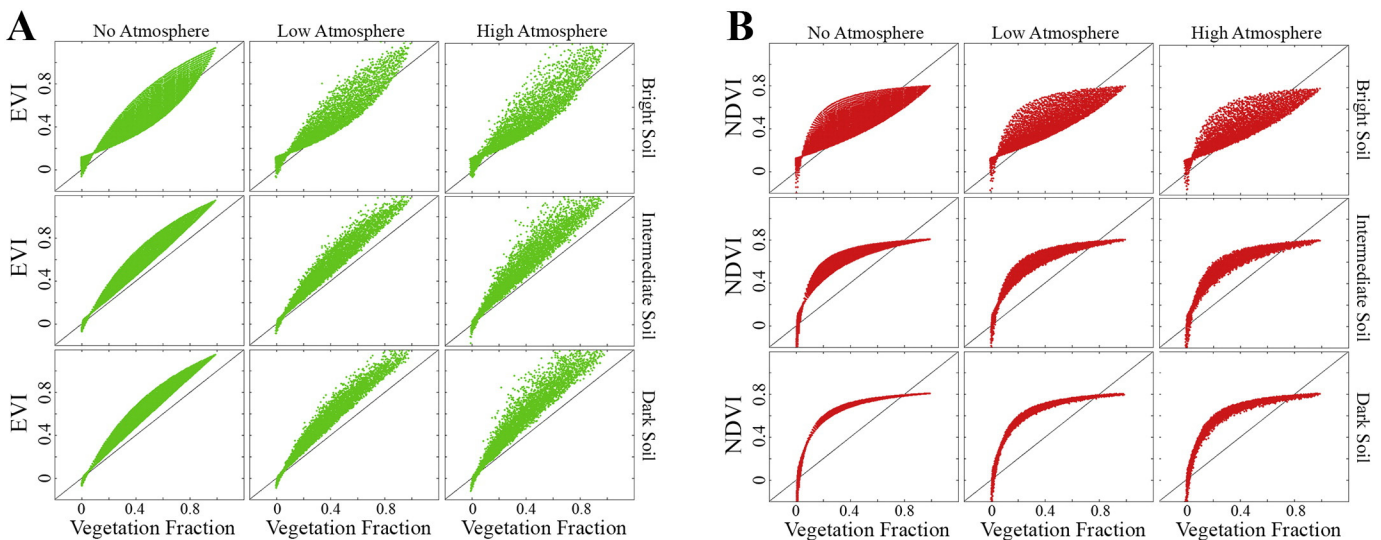 A
No Atmosphere Low Atmosphere High Atmosphere
EVI
0.8
0.4
0
Bright Soil
EVI
0.8
0.4
0
Intermediate Soil
EVI
0.8
0.4
0
Dark Soil
0 0.4 0.8 0 0.4 0.8 0 0.4 0.8
Vegetation Fraction Vegetation Fraction Vegetation Fraction
B
No Atmosphere Low Atmosphere High Atmosphere
NDVI
0.8
0.4
0
Bright Soil
NDVI
0.8
0.4
0
Intermediate Soil
NDVI
0.8
0.4
0
Dark Soil
0 0.4 0.8 0 0.4 0.8 0 0.4 0.8
Vegetation Fraction Vegetation Fraction Vegetation Fraction